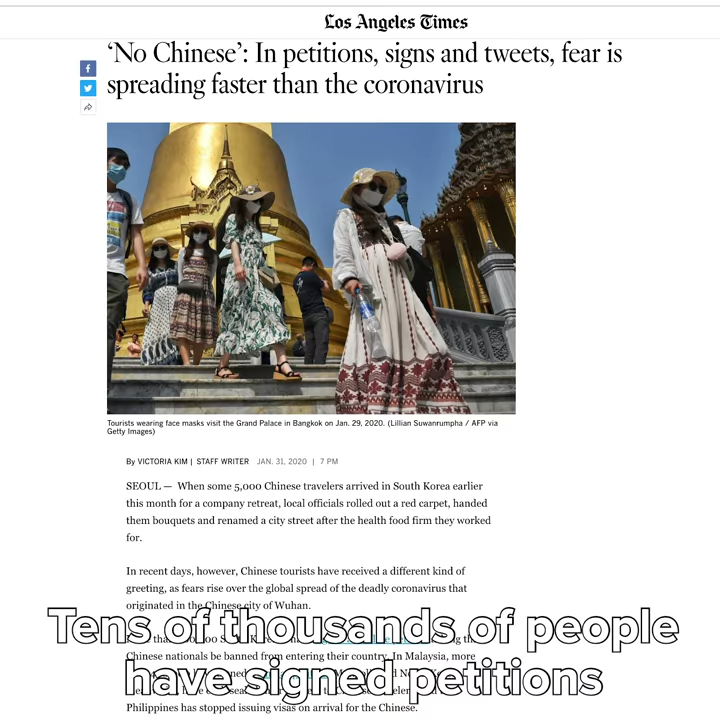 Los Angeles Times
‘No Chinese’: In petitions, signs and tweets, fear is
spreading faster than the coronavirus
Tourists wearing face masks visit the Grand Palace in Bangkok on Jan. 29, 2020. (Lillian Suwanrumpha / AFP via
Getty Images)
By VICTORIA KIM | STAFF WRITER JAN. 31, 2020 | 7 PM
SEOUL — When some 5,000 Chinese travelers arrived in South Korea earlier
this month for a company retreat, local officials rolled out a red carpet, handed
them bouquets and renamed a city street after the health food firm they worked
for.
In recent days, however, Chinese tourists have received a different kind of
greeting, as fears rise over the global spread of the deadly coronavirus that
originated in the Chinese city of Wuhan.
Tens of thousands of people
Chinese nationals be banned from entering their country. In Malaysia, more
have signed petitions
Philippines has stopped issuing visas on arrival for the Chinese.